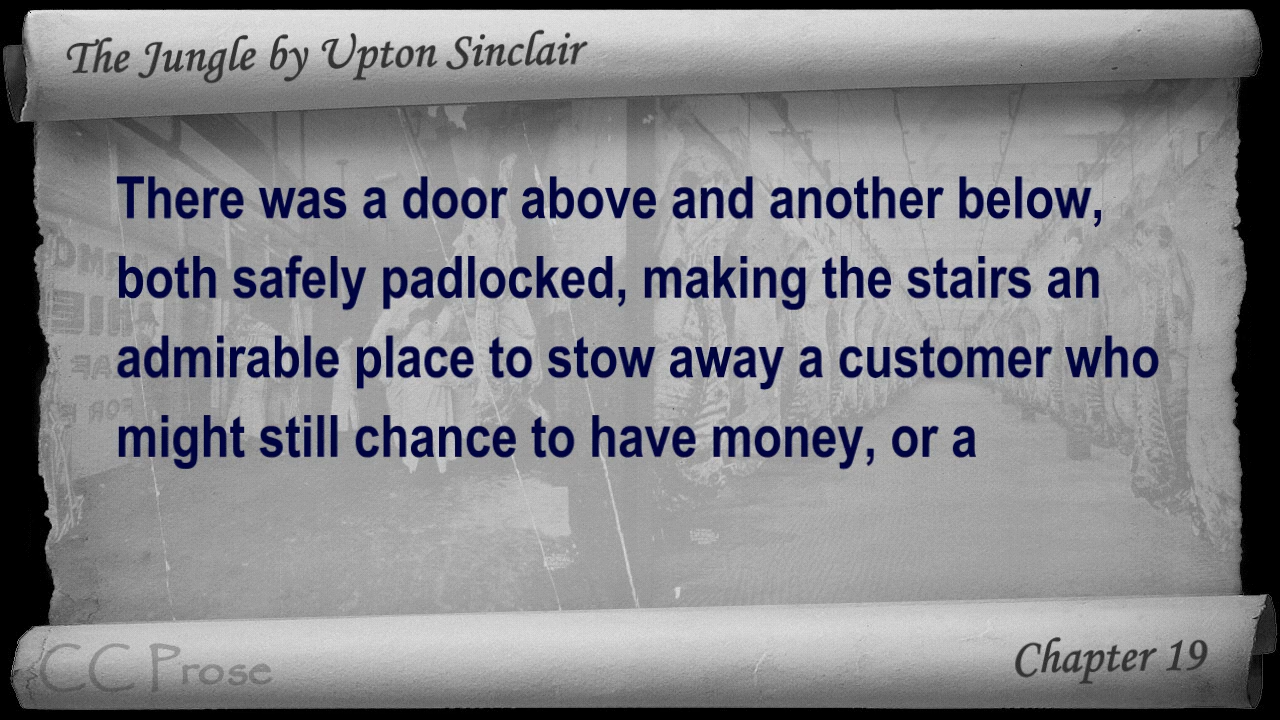 The Jungle by Upton Sinclair
There was a door above and another below,
both safely padlocked, making the stairs an
admirable place to stow away a customer who
might still chance to have money, or a
CC Prose
Chapter 19